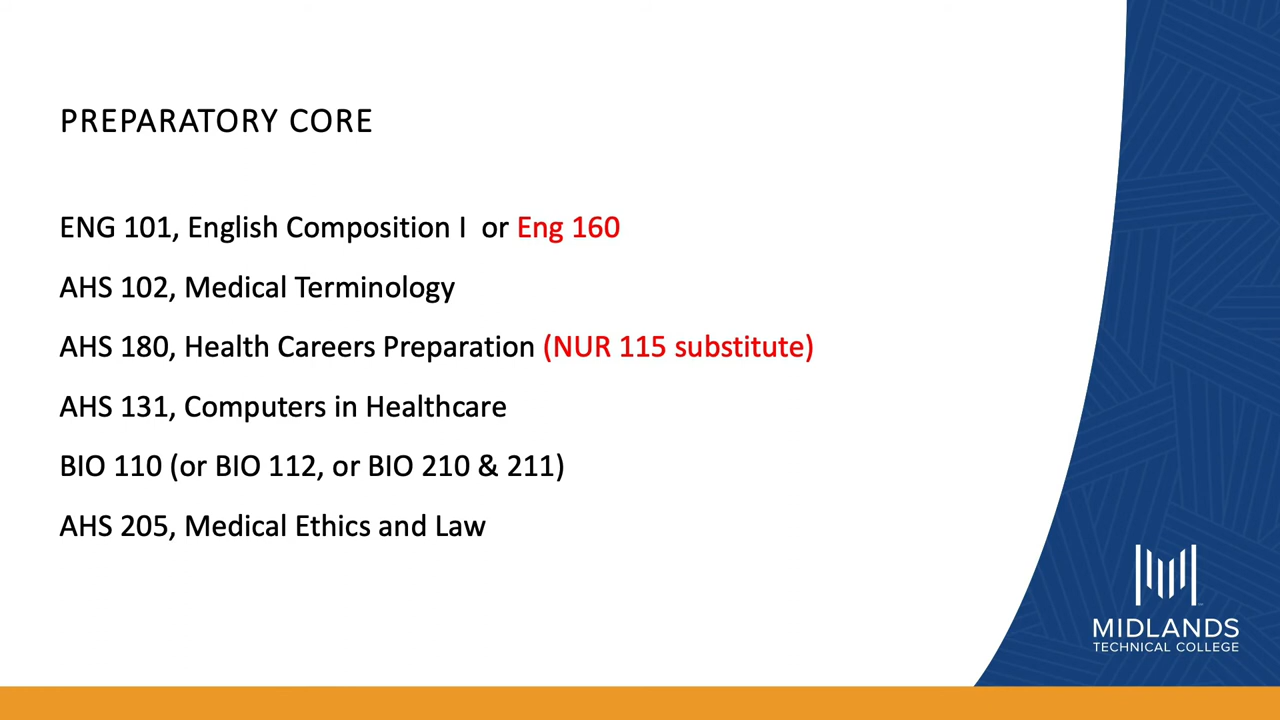 PREPARATORY CORE
ENG 101, English Composition I or Eng 160
AHS 102, Medical Terminology
AHS 180, Health Careers Preparation (NUR 115 substitute)
AHS 131, Computers in Healthcare
BIO 110 (or BIO 112, or BIO 210 & 211)
AHS 205, Medical Ethics and Law
MIDLANDS
TECHNICAL COLLEGE